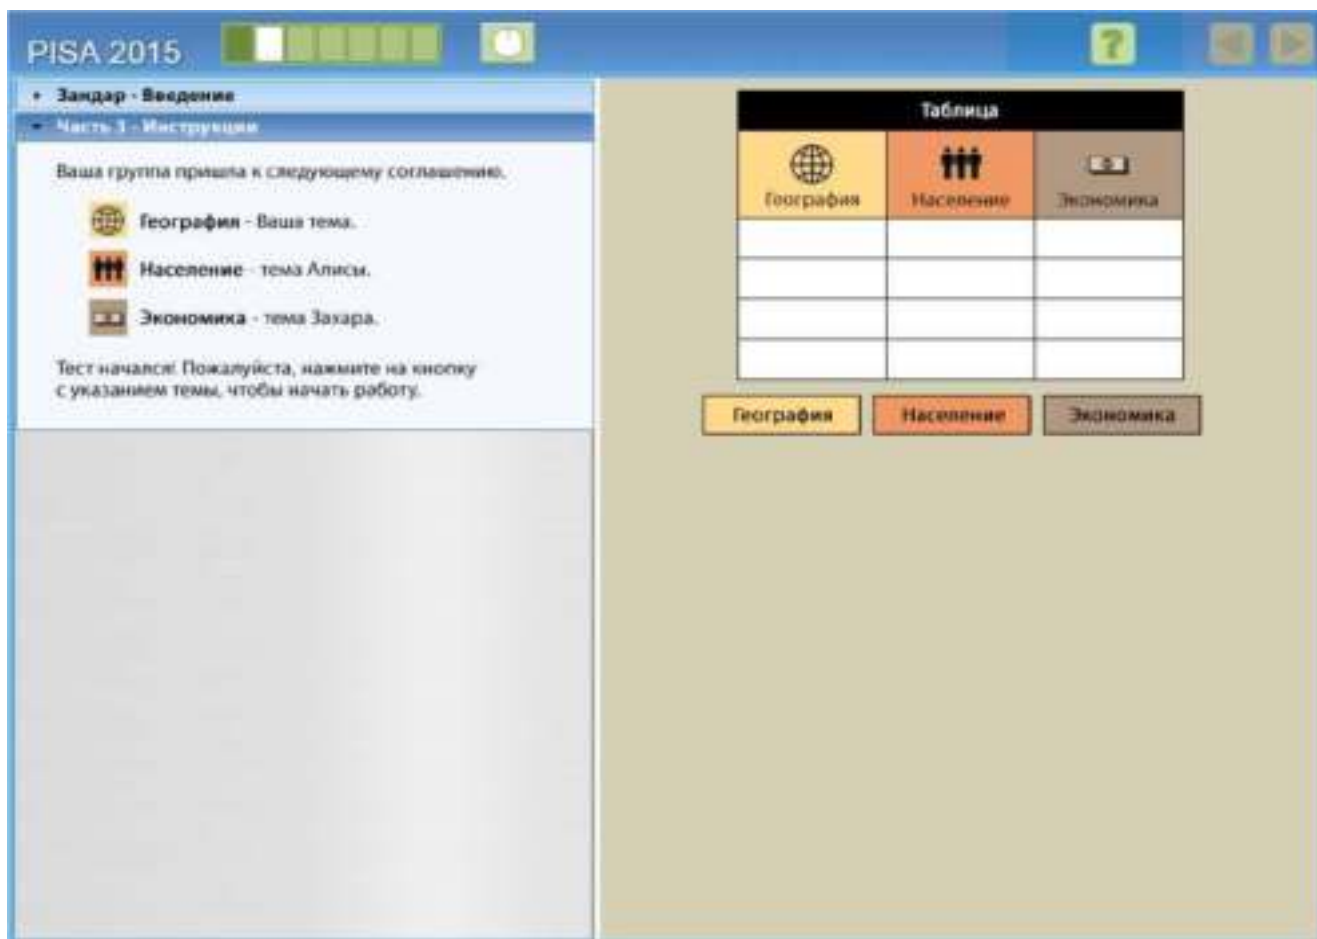 PISA 2015
?
Зандар - Введение
Часть 1 - Инструкции
Ваша группа пришла к следующему соглашению.
География - Ваша тема.
Население - тема Алисы.
Экономика - тема Захара.
Тест начался! Пожалуйста, нажмите на кнопку
с указанием темы, чтобы начать работу.
Таблица
География Население Экономика
География Население Экономика